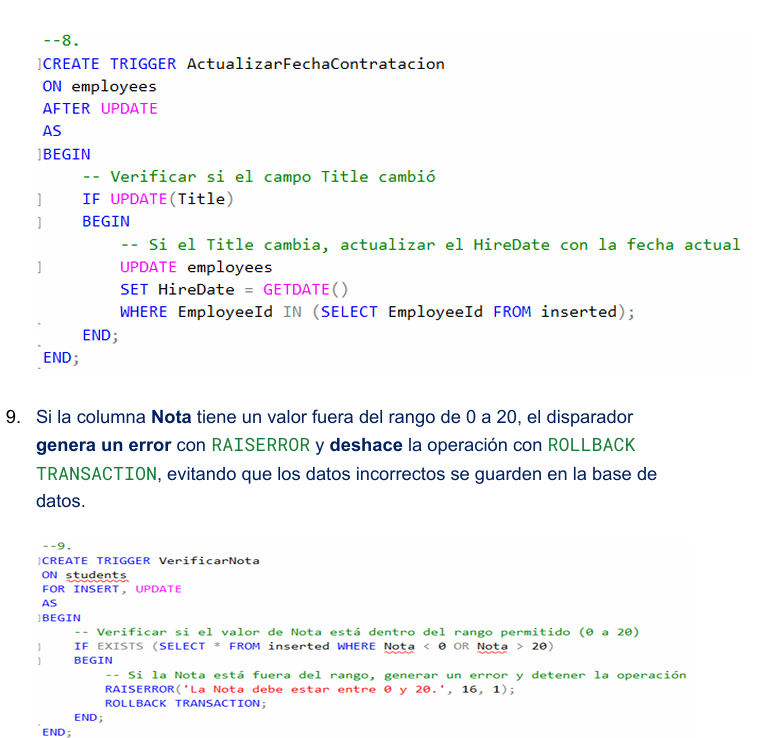 --8.
CREATE TRIGGER ActualizarFechaContratacion
ON employees
AFTER UPDATE
AS
BEGIN
-- Verificar si el campo Title cambió
IF UPDATE(Title)
BEGIN
-- Si el Title cambia, actualizar el HireDate con la fecha actual
UPDATE employees
SET HireDate = GETDATE()
WHERE EmployeeId IN (SELECT EmployeeId FROM inserted);
END;
END;
9. Si la columna Nota tiene un valor fuera del rango de 0 a 20, el disparador
genera un error con RAISERROR y deshace la operación con ROLLBACK
TRANSACTION, evitando que los datos incorrectos se guarden en la base de
datos.
--9.
CREATE TRIGGER VerificarNota
ON students
FOR INSERT, UPDATE
AS
BEGIN
-- Verificar si el valor de Nota está dentro del rango permitido (0 a 20)
IF EXISTS (SELECT * FROM inserted WHERE Nota < 0 OR Nota > 20)
BEGIN
-- Si la Nota está fuera del rango, generar un error y detener la operación
RAISERROR('La Nota debe estar entre 0 y 20.', 16, 1);
ROLLBACK TRANSACTION;
END;
END;